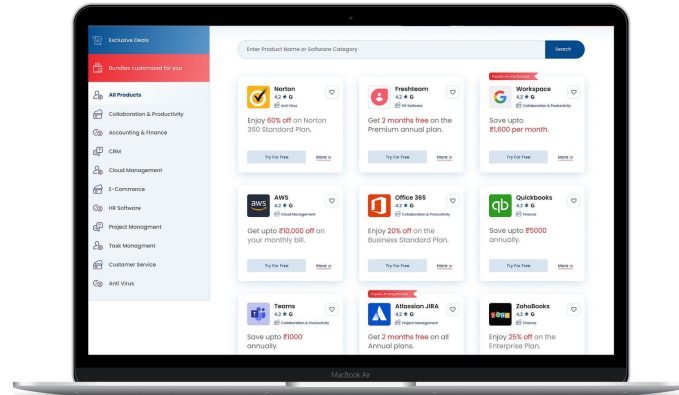 Exclusive Deals
Bundles customised for you
All Products
Collaboration & Productivity
Accounting & Finance
CRM
Cloud Management
E-Commerce
HR Software
Project Managment
Task Managment
Customer Service
Anti Virus
Enter Product Name or Software Category
Search
Norton
4.2 ★ G
Anti Virus
Enjoy 60% off on Norton
360 Standard Plan.
Try For Free
More »
Freshteam
4.2 ★ G
HR Software
Get 2 months free on the
Premium annual plan.
Try For Free
More »
Workspace
4.2 ★ G
Collaboration & Productivity
Save upto
₹1,600 per month.
Try For Free
More »
aws
AWS
4.2 ★ G
Cloud Management
Get upto ₹10,000 off on
your monthly bill.
Try For Free
More »
Office 365
4.2 ★ G
Collaboration & Productivity
Enjoy 20% off on the
Business Standard Plan.
Try For Free
More »
qb
Quickbooks
4.2 ★ G
Finance
Save upto ₹5000
annually.
Try For Free
More »
Teams
4.2 ★ G
Collaboration & Productivity
Save upto ₹1000
annually.
Atlassian JIRA
4.2 ★ G
Project Management
Get 2 months free on all
Annual plans.
ZohoBooks
4.2 ★ G
Finance
Enjoy 25% off on the
Enterprise Plan.
MacBook Air